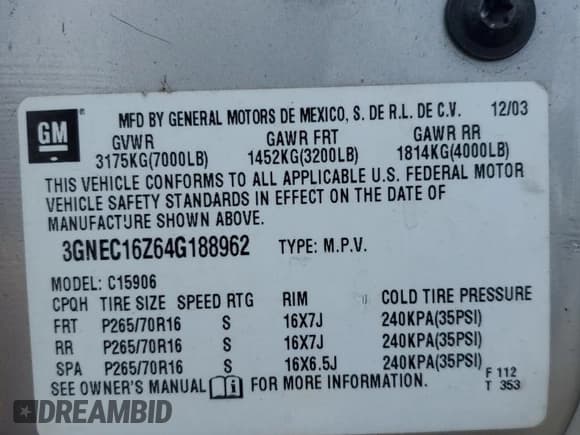 GM
MFD BY GENERAL MOTORS DE MEXICO, S. DE R.L. DE C.V. 12/03
GVWR GAWR FRT GAWR RR
3175KG(7000LB) 1452KG(3200LB) 1814KG(4000LB)
THIS VEHICLE CONFORMS TO ALL APPLICABLE U.S. FEDERAL MOTOR
VEHICLE SAFETY STANDARDS IN EFFECT ON THE DATE OF
MANUFACTURE SHOWN ABOVE.
3GNEC16Z64G188962 TYPE: M.P.V.
MODEL: C15906
CPQH TIRE SIZE SPEED RTG RIM COLD TIRE PRESSURE
FRT P265/70R16 S 16X7J 240KPA(35PSI)
RR P265/70R16 S 16X7J 240KPA(35PSI)
SPA P265/70R16 S 16X6.5J 240KPA(35PSI)
SEE OWNER'S MANUAL FOR MORE INFORMATION.
F 112
T 353
DREAMBID